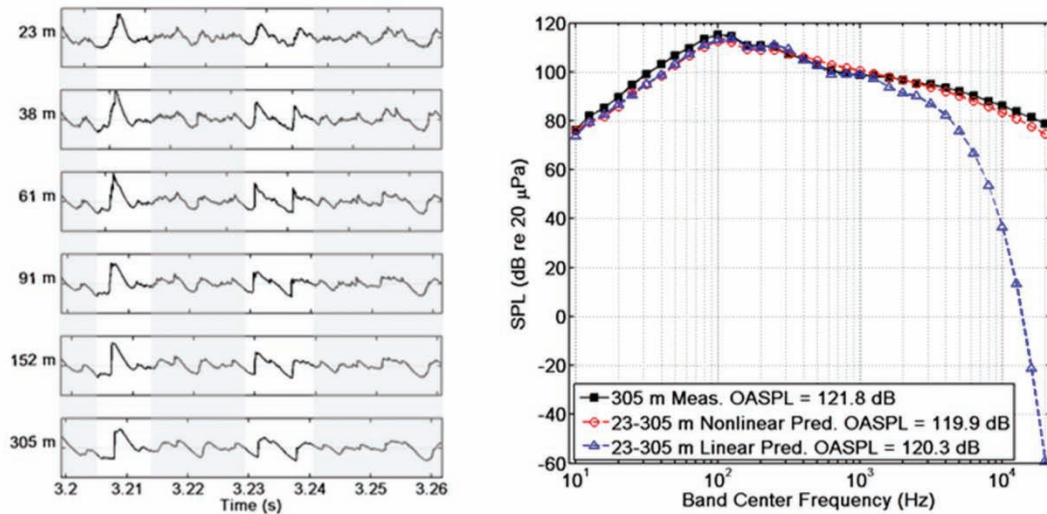 23 m
38 m
61 m
91 m
152 m
305 m
3.2 3.21 3.22 3.23 3.24 3.25 3.26
Time (s)
120
100
80
60
40
20
0
-20
-40
-60
SPL (dB re 20 μPa)
305 m Meas. OASPL = 121.8 dB
23-305 m Nonlinear Pred. OASPL = 119.9 dB
23-305 m Linear Pred. OASPL = 120.3 dB
10¹ 10² 10³ 10⁴
Band Center Frequency (Hz)